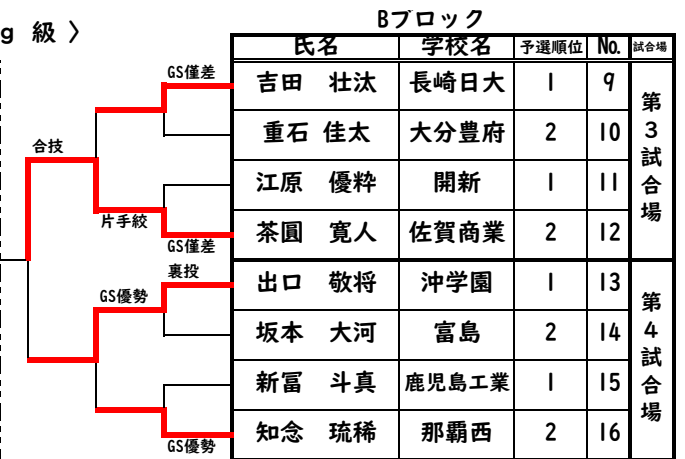 Bブロック
g 級 〉
氏名 学校名 予選順位 No. 試合場
GS僅差
吉田 壮汰 長崎日大 1 9
第3試合場
重石 佳太 大分豊府 2 10
合技
江原 優粋 開新 1 11
片手絞
茶圓 寛人 佐賀商業 2 12
GS僅差
裏投
出口 敬将 沖学園 1 13
第4試合場
GS優勢
坂本 大河 富島 2 14
新冨 斗真 鹿児島工業 1 15
知念 琉稀 那覇西 2 16
GS優勢